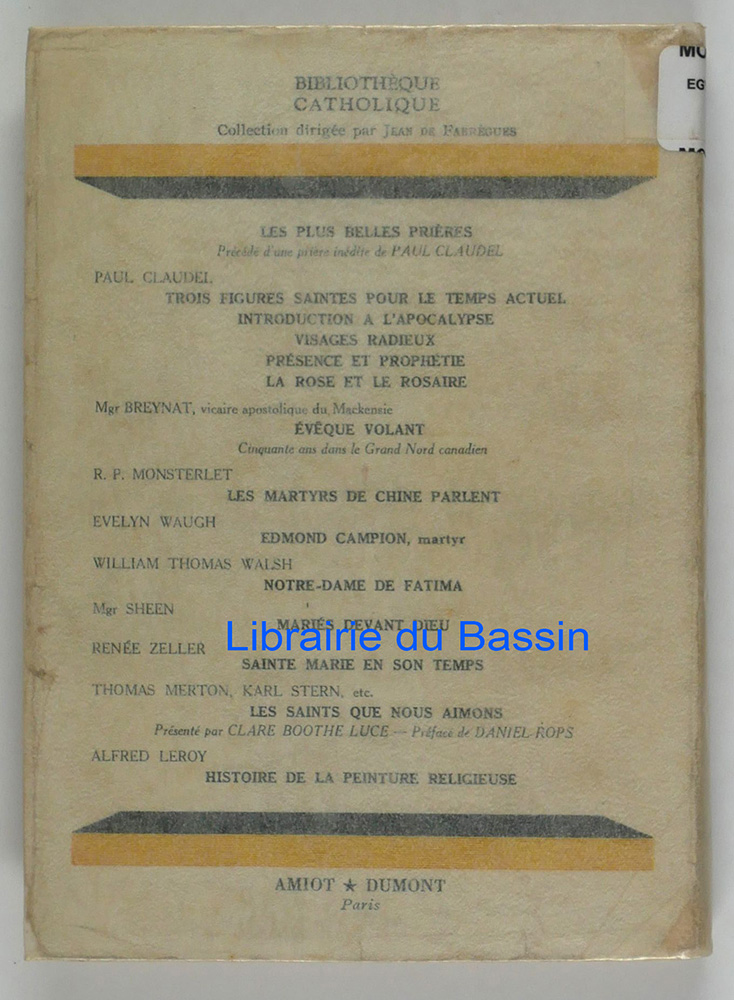 BIBLIOTHÈQUE
CATHOLIQUE
Collection dirigée par JEAN DE FABRÈGUES
MO
EG
MO
LES PLUS BELLES PRIÈRES
Précédé d'une prière inédite de PAUL CLAUDEL
PAUL CLAUDEL
TROIS FIGURES SAINTES POUR LE TEMPS ACTUEL
INTRODUCTION A L'APOCALYPSE
VISAGES RADIEUX
PRÉSENCE ET PROPHÉTIE
LA ROSE ET LE ROSAIRE
Mgr BREYNAT, vicaire apostolique du Mackensie
ÉVÊQUE VOLANT
Cinquante ans dans le Grand Nord canadien
R. P. MONSTERLET
LES MARTYRS DE CHINE PARLENT
EVELYN WAUGH
EDMOND CAMPION, martyr
WILLIAM THOMAS WALSH
NOTRE-DAME DE FATIMA
Mgr SHEEN
MARIÉS DEVANT DIEU
Librairie du Bassin
RENÉE ZELLER
SAINTE MARIE EN SON TEMPS
THOMAS MERTON, KARL STERN, etc.
LES SAINTS QUE NOUS AIMONS
Présenté par CLARE BOOTHE LUCE — Préface de DANIEL-ROPS
ALFRED LEROY
HISTOIRE DE LA PEINTURE RELIGIEUSE
AMIOT ★ DUMONT
Paris